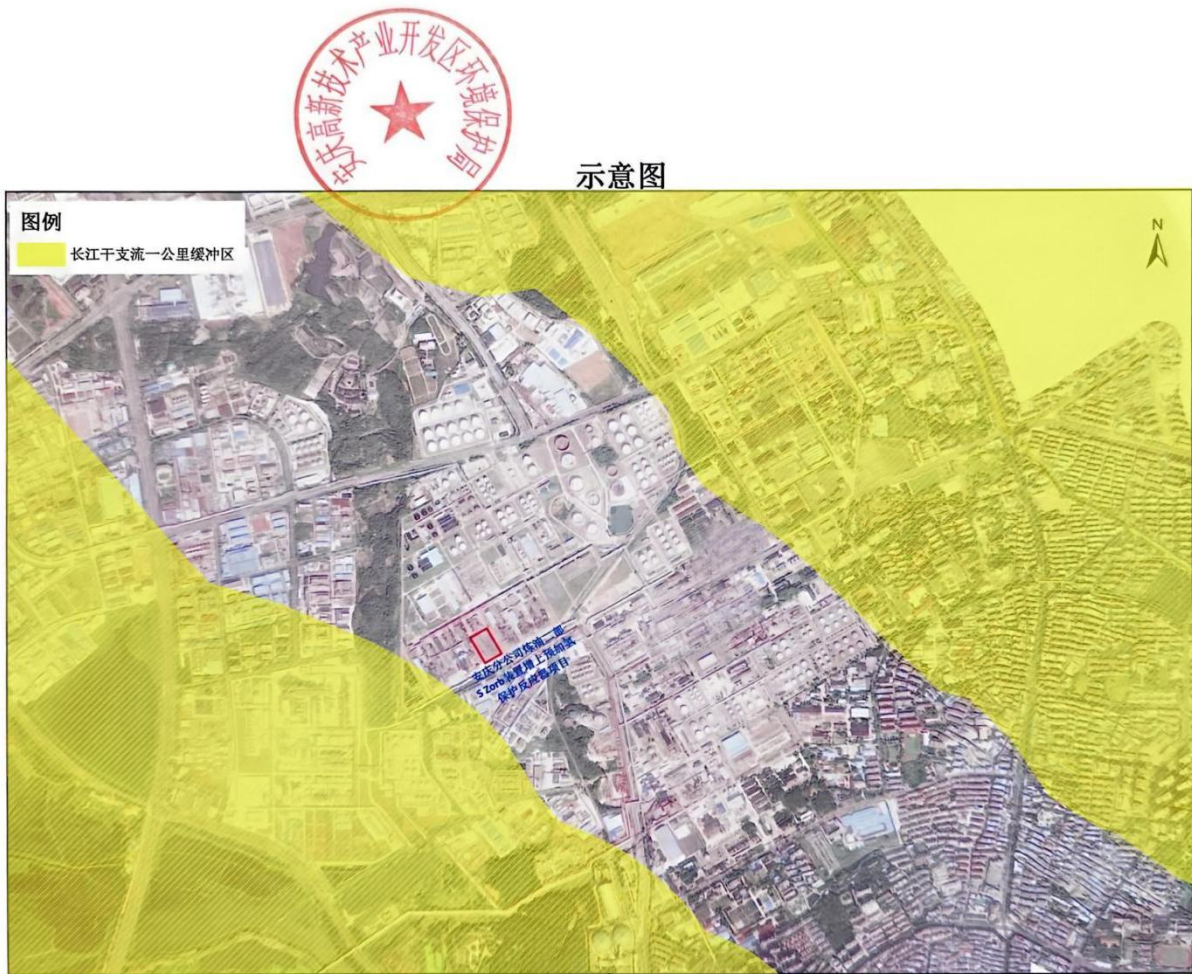 安庆高新技术产业开发区环境保护局
示意图
图例
长江干支流一公里缓冲区
N
安庆分公司炼油二部
S Zorb装置增上预加氢
保护反应器项目